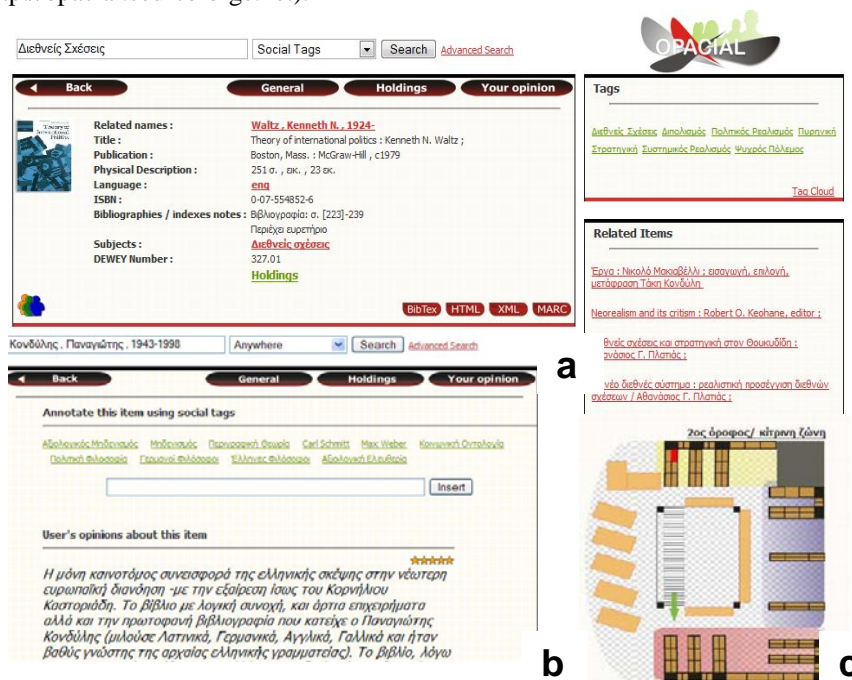 Διεθνείς Σχέσεις Social Tags Search Advanced Search
OPACIAL
Back General Holdings Your opinion
Related names : Waltz , Kenneth N. , 1924-
Title : Theory of international politics : Kenneth N. Waltz ;
Publication : Boston, Mass. : McGraw-Hill , c1979
Physical Description : 251 σ. , εικ. , 23 εκ.
Language : eng
ISBN : 0-07-554852-6
Bibliographies / indexes notes : Βιβλιογραφία: σ. [223]-239
Περιέχει ευρετήριο
Subjects : Διεθνείς σχέσεις
DEWEY Number : 327.01
Holdings
BibTex HTML XML MARC
Tags
Διεθνείς Σχέσεις Διπολισμός Πολιτικός Ρεαλισμός Πυρηνική
Στρατηγική Συστημικός Ρεαλισμός Ψυχρός Πόλεμος
Tag Cloud
Related Items
Έργα : Νικολό Μακιαβέλλι ; εισαγωγή, επιλογή,
μετάφραση Τάκη Κονδύλη
Neorealism and its critism : Robert O. Keohane, editor ;
θνείς σχέσεις και στρατηγική στον Θουκυδίδη :
νάσιος Γ. Πλατιάς ;
νέο διεθνές σύστημα : ρεαλιστική προσέγγιση διεθνών
σχέσεων / Αθανάσιος Γ. Πλατιάς ;
a
Κονδύλης , Παναγιώτης , 1943-1998 Anywhere Search Advanced Search
Back General Holdings Your opinion
Annotate this item using social tags
Αξιολογικός Μηδενισμός Μηδενισμός Περιγραφική Θεωρία Carl Schmitt Max Weber Κοινωνική Οντολογία
Πολιτική Φιλοσοφία Γερμανοί Φιλόσοφοι Έλληνες Φιλόσοφοι Αξιολογική Ελευθερία
Insert
User's opinions about this item
Η μόνη καινοτόμος συνεισφορά της ελληνικής σκέψης στην νέωτερη
ευρωπαϊκή διανόηση -με την εξαίρεση ίσως του Κορνήλιου
Καστοριάδη. Το βιβλίο με λογική συνοχή, και άρτια επιχειρήματα
αλλά και την πρωτοφανή βιβλιογραφία που κατείχε ο Παναγιώτης
Κονδύλης (μιλούσε Λατινικά, Γερμανικά, Αγγλικά, Γαλλικά και ήταν
βαθύς γνώστης της αρχαίας ελληνικής γραμματείας). Το βιβλίο, λόγω
b
2ος όροφος/ κίτρινη ζώνη
c